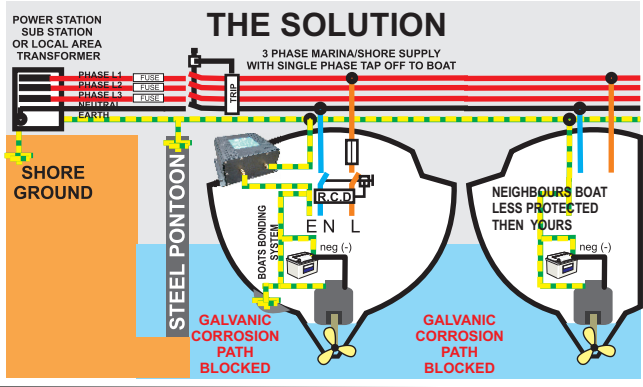 THE SOLUTION
POWER STATION
SUB STATION
OR LOCAL AREA
TRANSFORMER
3 PHASE MARINA/SHORE SUPPLY
WITH SINGLE PHASE TAP OFF TO BOAT
PHASE L1
PHASE L2
PHASE L3
NEUTRAL
EARTH
FUSE
FUSE
FUSE
TRIP
SHORE
GROUND
STEEL PONTOON
R.C.D
E N L
BOATS BONDING
SYSTEM
neg (-)
NEIGHBOURS BOAT
LESS PROTECTED
THEN YOURS
neg (-)
GALVANIC
CORROSION
PATH
BLOCKED
GALVANIC
CORROSION
PATH
BLOCKED